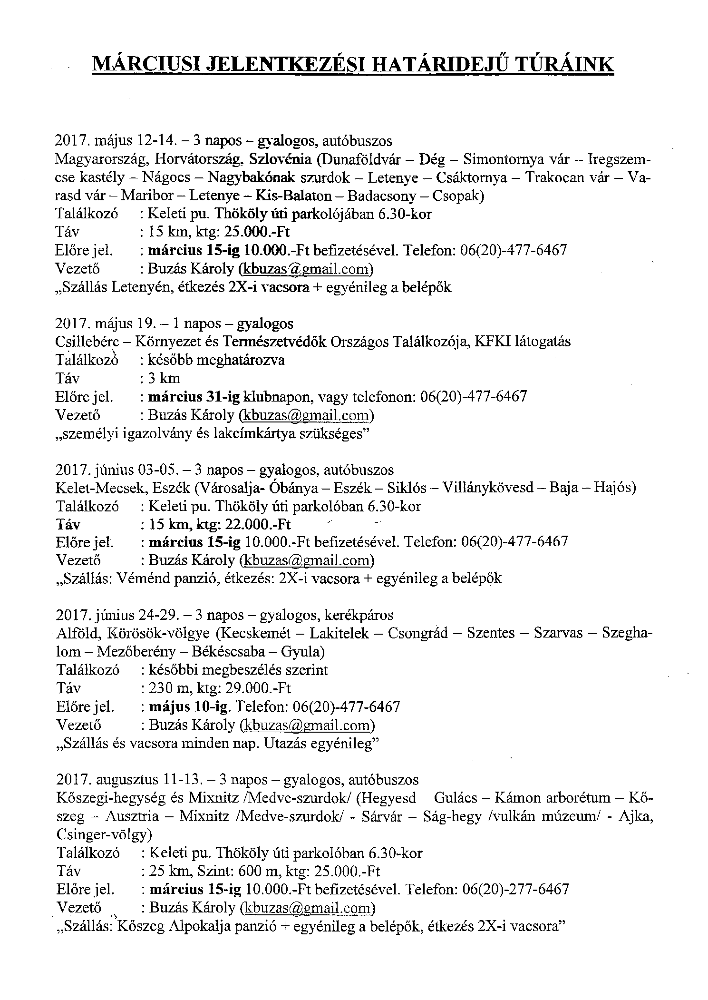 MÁRCIUSI JELENTKEZÉSI HATÁRIDEJŰ TÚRÁINK
2017. május 12-14. – 3 napos – gyalogos, autóbuszos
Magyarország, Horvátország, Szlovénia (Dunaföldvár – Dég – Simontornya vár – Iregszem-
cse kastély – Nágocs – Nagybakónak szurdok – Letenye – Csáktornya – Trakocan vár – Va-
rasd vár – Maribor – Letenye – Kis-Balaton – Badacsony – Csopak)
Találkozó : Keleti pu. Thököly úti parkolójában 6.30-kor
Táv : 15 km, ktg: 25.000.-Ft
Előre jel. : március 15-ig 10.000.-Ft befizetésével. Telefon: 06(20)-477-6467
Vezető : Buzás Károly (kbuzas@gmail.com)
„Szállás Letenyén, étkezés 2X-i vacsora + egyénileg a belépők
2017. május 19. – 1 napos – gyalogos
Csillebérc – Környezet és Természetvédők Országos Találkozója, KFKI látogatás
Találkozó : később meghatározva
Táv : 3 km
Előre jel. : március 31-ig klubnapon, vagy telefonon: 06(20)-477-6467
Vezető : Buzás Károly (kbuzas@gmail.com)
„személyi igazolvány és lakcímkártya szükséges”
2017. június 03-05. – 3 napos – gyalogos, autóbuszos
Kelet-Mecsek, Eszék (Városalja- Óbánya – Eszék – Siklós – Villánykövesd – Baja – Hajós)
Találkozó : Keleti pu. Thököly úti parkolóban 6.30-kor
Táv : 15 km, ktg: 22.000.-Ft
Előre jel. : március 15-ig 10.000.-Ft befizetésével. Telefon: 06(20)-477-6467
Vezető : Buzás Károly (kbuzas@gmail.com)
„Szállás: Véménd panzió, étkezés: 2X-i vacsora + egyénileg a belépők
2017. június 24-29. – 3 napos – gyalogos, kerékpáros
Alföld, Körösök-völgye (Kecskemét – Lakitelek – Csongrád – Szentes – Szarvas – Szegha-
lom – Mezőberény – Békéscsaba – Gyula)
Találkozó : későbbi megbeszélés szerint
Táv : 230 m, ktg: 29.000.-Ft
Előre jel. : május 10-ig. Telefon: 06(20)-477-6467
Vezető : Buzás Károly (kbuzas@gmail.com)
„Szállás és vacsora minden nap. Utazás egyénileg”
2017. augusztus 11-13. – 3 napos – gyalogos, autóbuszos
Kőszegi-hegység és Mixnitz /Medve-szurdok/ (Hegyesd – Gulács – Kámon arborétum – Kő-
szeg – Ausztria – Mixnitz /Medve-szurdok/ - Sárvár – Ság-hegy /vulkán múzeum/ - Ajka,
Csinger-völgy)
Találkozó : Keleti pu. Thököly úti parkolóban 6.30-kor
Táv : 25 km, Szint: 600 m, ktg: 25.000.-Ft
Előre jel. : március 15-ig 10.000.-Ft befizetésével. Telefon: 06(20)-277-6467
Vezető : Buzás Károly (kbuzas@gmail.com)
„Szállás: Kőszeg Alpokalja panzió + egyénileg a belépők, étkezés 2X-i vacsora”